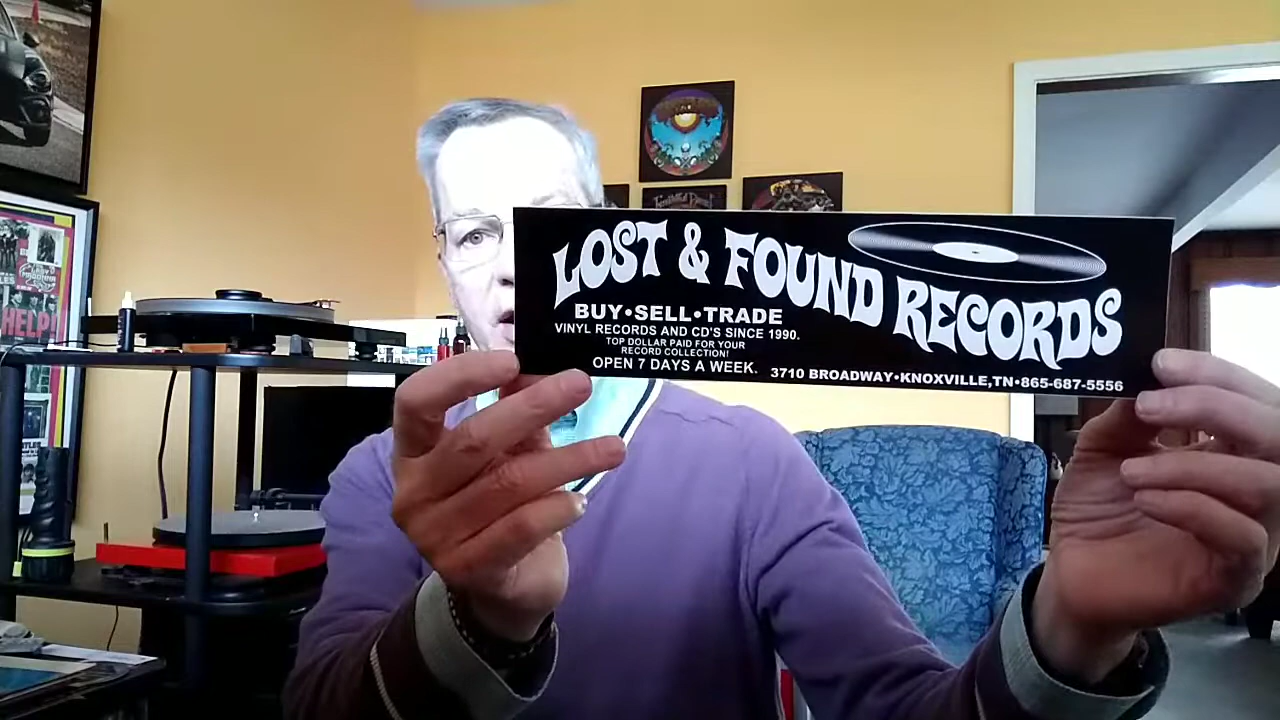 LOST & FOUND RECORDS
BUY•SELL•TRADE
VINYL RECORDS AND CD'S SINCE 1990.
TOP DOLLAR PAID FOR YOUR
RECORD COLLECTION!
OPEN 7 DAYS A WEEK.
3710 BROADWAY•KNOXVILLE,TN•865-687-5556
HELP!